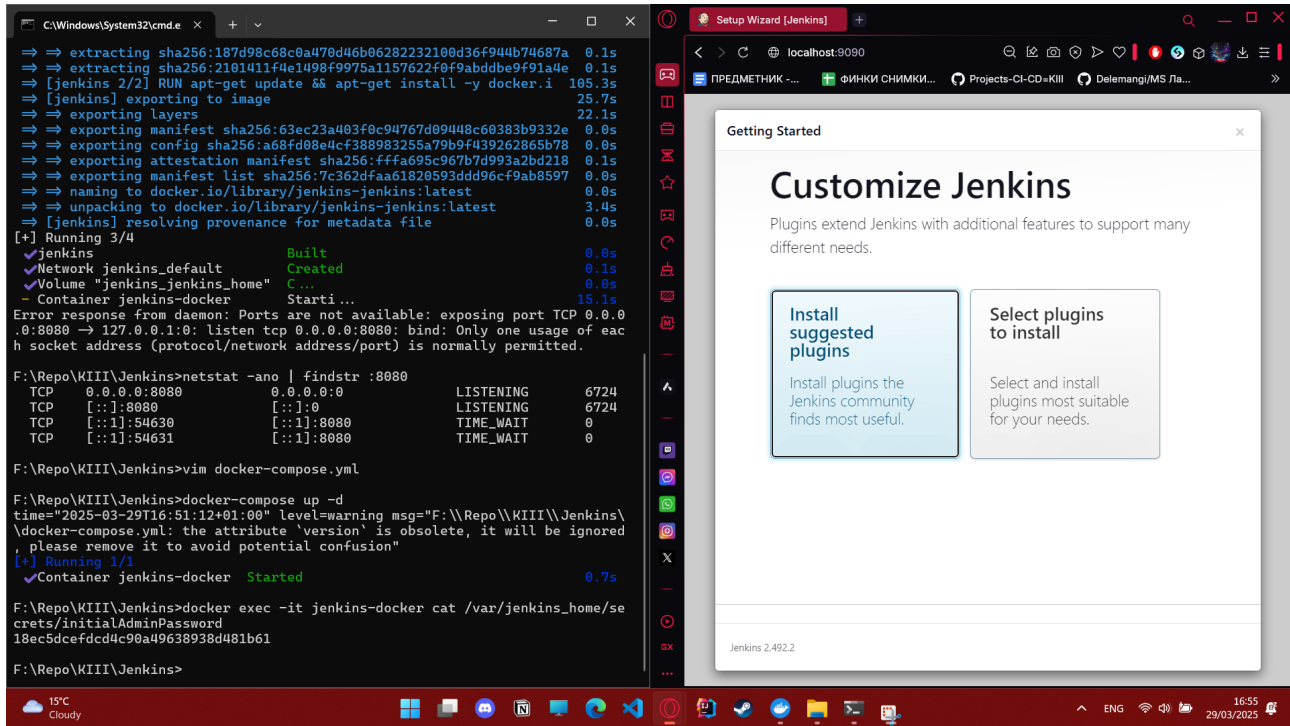 C:\Windows\System32\cmd.e
⇒ ⇒ extracting sha256:187d98c68c0a470d46b06282232100d36f944b74687a 0.1s
⇒ ⇒ extracting sha256:2101411f4e1498f9975a1157622f0f9abddbe9f91a4e 0.1s
⇒ [jenkins 2/2] RUN apt-get update && apt-get install -y docker.i 105.3s
⇒ [jenkins] exporting to image 25.7s
⇒ ⇒ exporting layers 22.1s
⇒ ⇒ exporting manifest sha256:63ec23a403f0c94767d09448c60383b9332e 0.0s
⇒ ⇒ exporting config sha256:a68fd08e4cf388983255a79b9f439262865b78 0.0s
⇒ ⇒ exporting attestation manifest sha256:fffa695c967b7d993a2bd218 0.1s
⇒ ⇒ exporting manifest list sha256:7c362dfaa61820593ddd96cf9ab8597 0.0s
⇒ ⇒ naming to docker.io/library/jenkins-jenkins:latest 0.0s
⇒ ⇒ unpacking to docker.io/library/jenkins-jenkins:latest 3.4s
⇒ [jenkins] resolving provenance for metadata file 0.0s
[+] Running 3/4
✔jenkins Built 0.0s
✔Network jenkins_default Created 0.1s
✔Volume "jenkins_jenkins_home" C... 0.0s
- Container jenkins-docker Starti... 15.1s
Error response from daemon: Ports are not available: exposing port TCP 0.0.0
.0:8080 → 127.0.0.1:0: listen tcp 0.0.0.0:8080: bind: Only one usage of eac
h socket address (protocol/network address/port) is normally permitted.
F:\Repo\KIII\Jenkins>netstat -ano | findstr :8080
TCP 0.0.0.0:8080 0.0.0.0:0 LISTENING 6724
TCP [::]:8080 [::]:0 LISTENING 6724
TCP [::1]:54630 [::1]:8080 TIME_WAIT 0
TCP [::1]:54631 [::1]:8080 TIME_WAIT 0
F:\Repo\KIII\Jenkins>vim docker-compose.yml
F:\Repo\KIII\Jenkins>docker-compose up -d
time="2025-03-29T16:51:12+01:00" level=warning msg="F:\\Repo\\KIII\\Jenkins\
\docker-compose.yml: the attribute `version` is obsolete, it will be ignored
, please remove it to avoid potential confusion"
[+] Running 1/1
✔Container jenkins-docker Started 0.7s
F:\Repo\KIII\Jenkins>docker exec -it jenkins-docker cat /var/jenkins_home/se
crets/initialAdminPassword
18ec5dcefdcd4c90a49638938d481b61
F:\Repo\KIII\Jenkins>
Setup Wizard [Jenkins]
localhost:9090
ПРЕДМЕТНИК -...
ФИНКИ СНИМКИ...
Projects-CI-CD=KIII
Delemangi/MS Ла...
Getting Started
Customize Jenkins
Plugins extend Jenkins with additional features to support many
different needs.
Install
suggested
plugins
Install plugins the
Jenkins community
finds most useful.
Select plugins
to install
Select and install
plugins most suitable
for your needs.
Jenkins 2.492.2
GX
15°C
Cloudy
ENG
16:55
29/03/2025